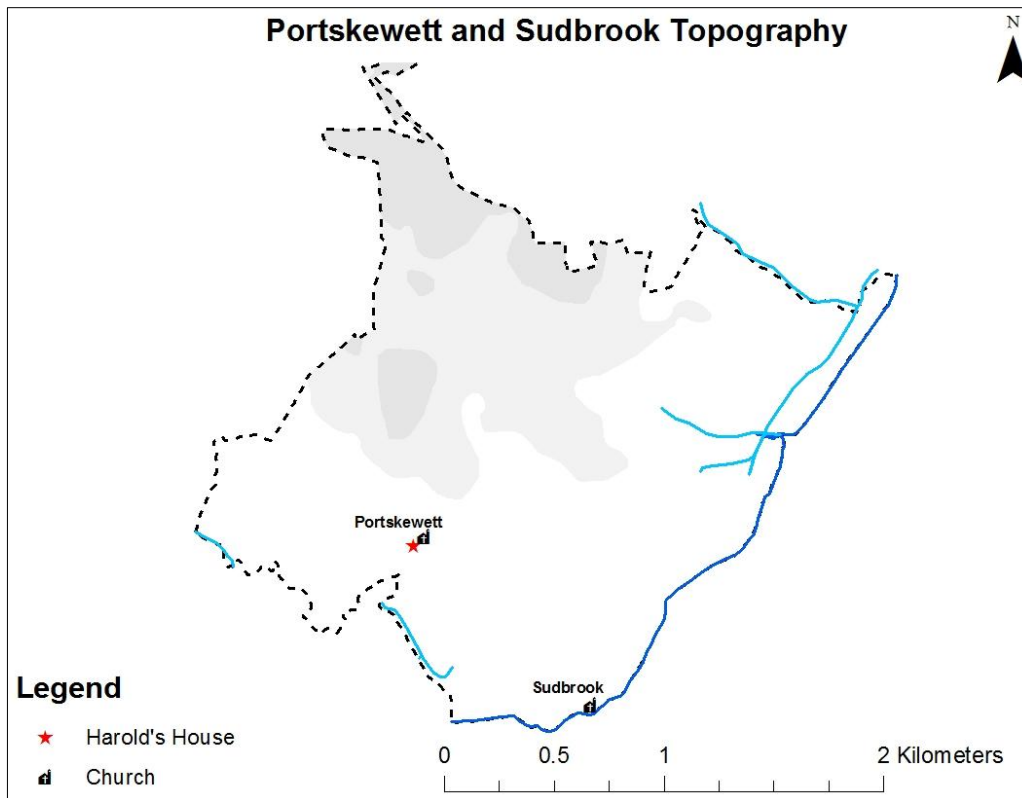 Portskewett and Sudbrook Topography
N
Portskewett
Sudbrook
Legend
Harold's House
Church
0 0.5 1 2 Kilometers